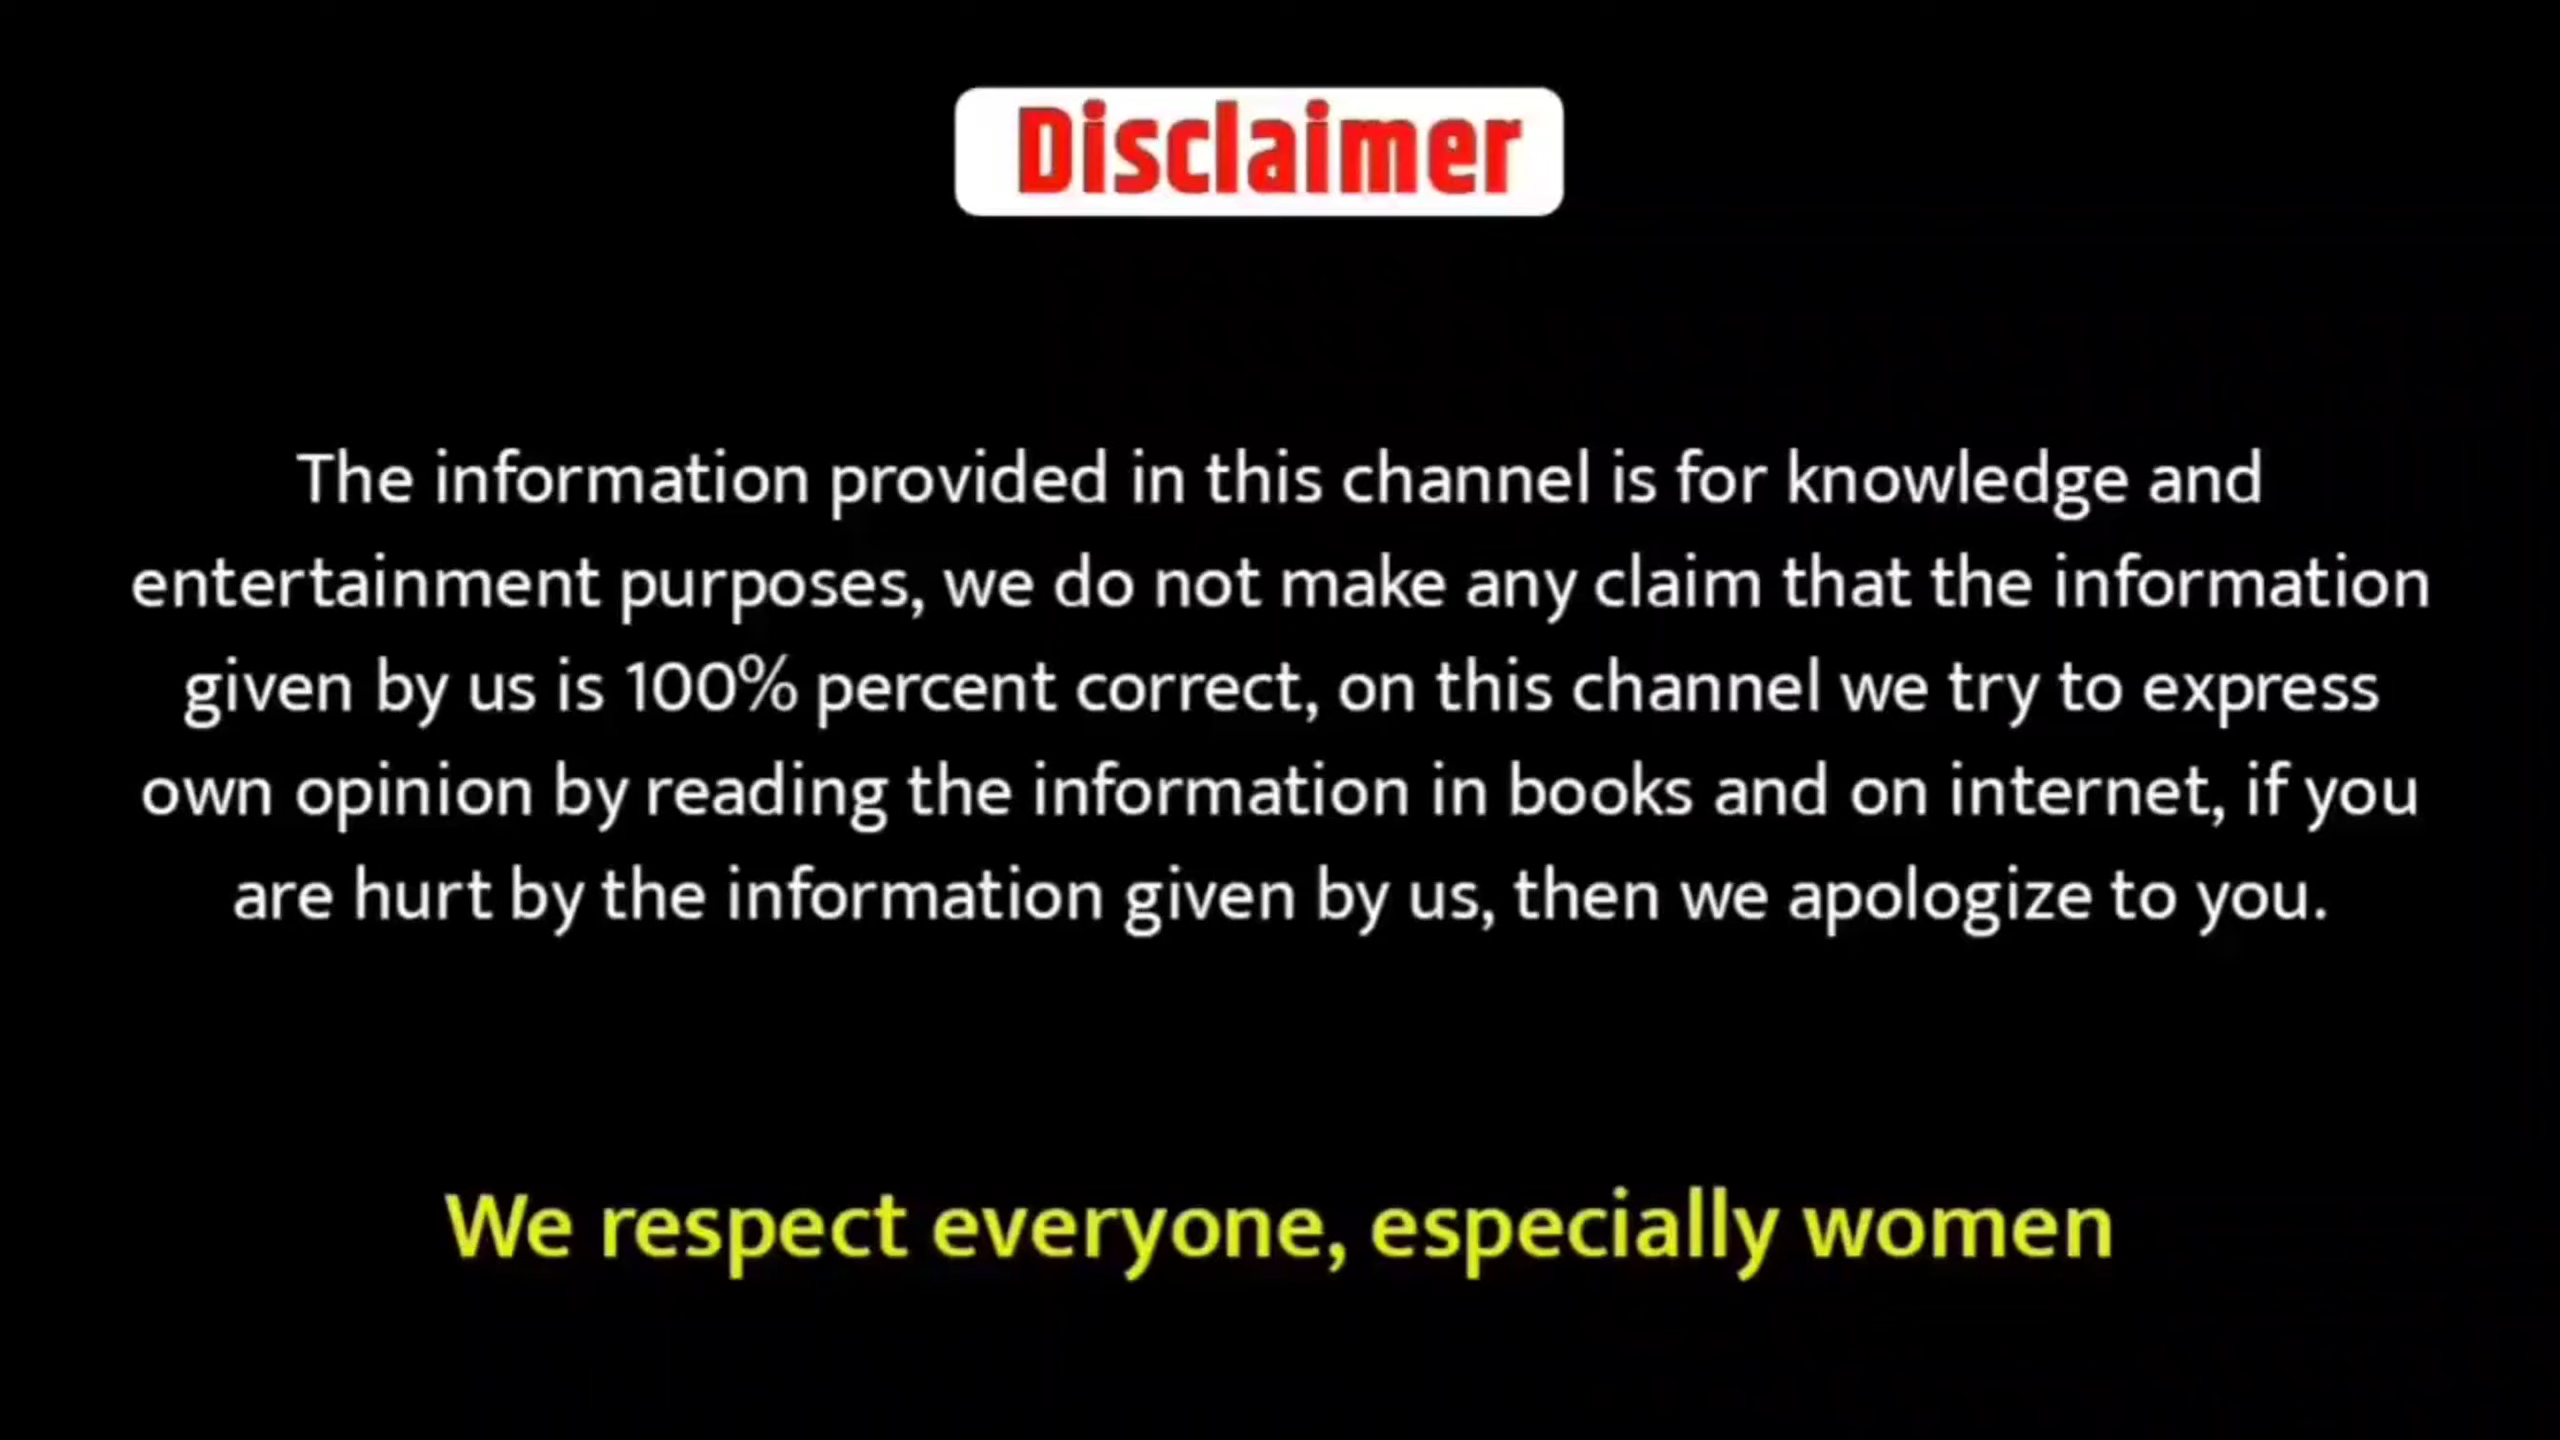 Disclaimer
The information provided in this channel is for knowledge and
entertainment purposes, we do not make any claim that the information
given by us is 100% percent correct, on this channel we try to express
own opinion by reading the information in books and on internet, if you
are hurt by the information given by us, then we apologize to you.
We respect everyone, especially women